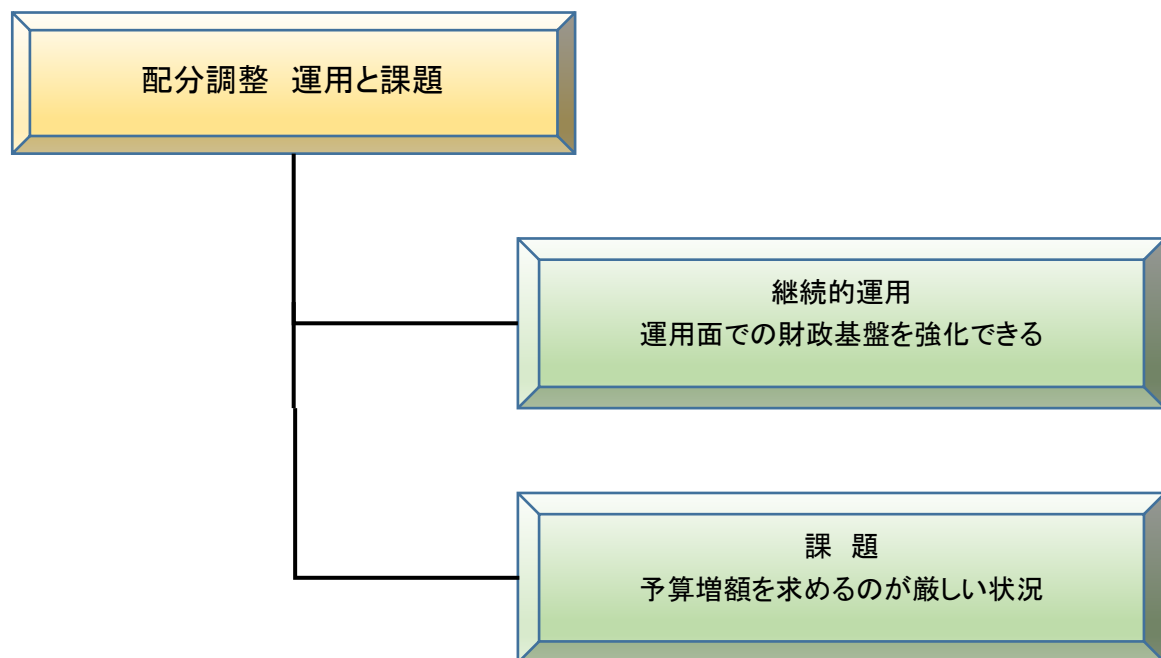 配分調整　運用と課題
継続的運用
運用面での財政基盤を強化できる
課　題
予算増額を求めるのが厳しい状況